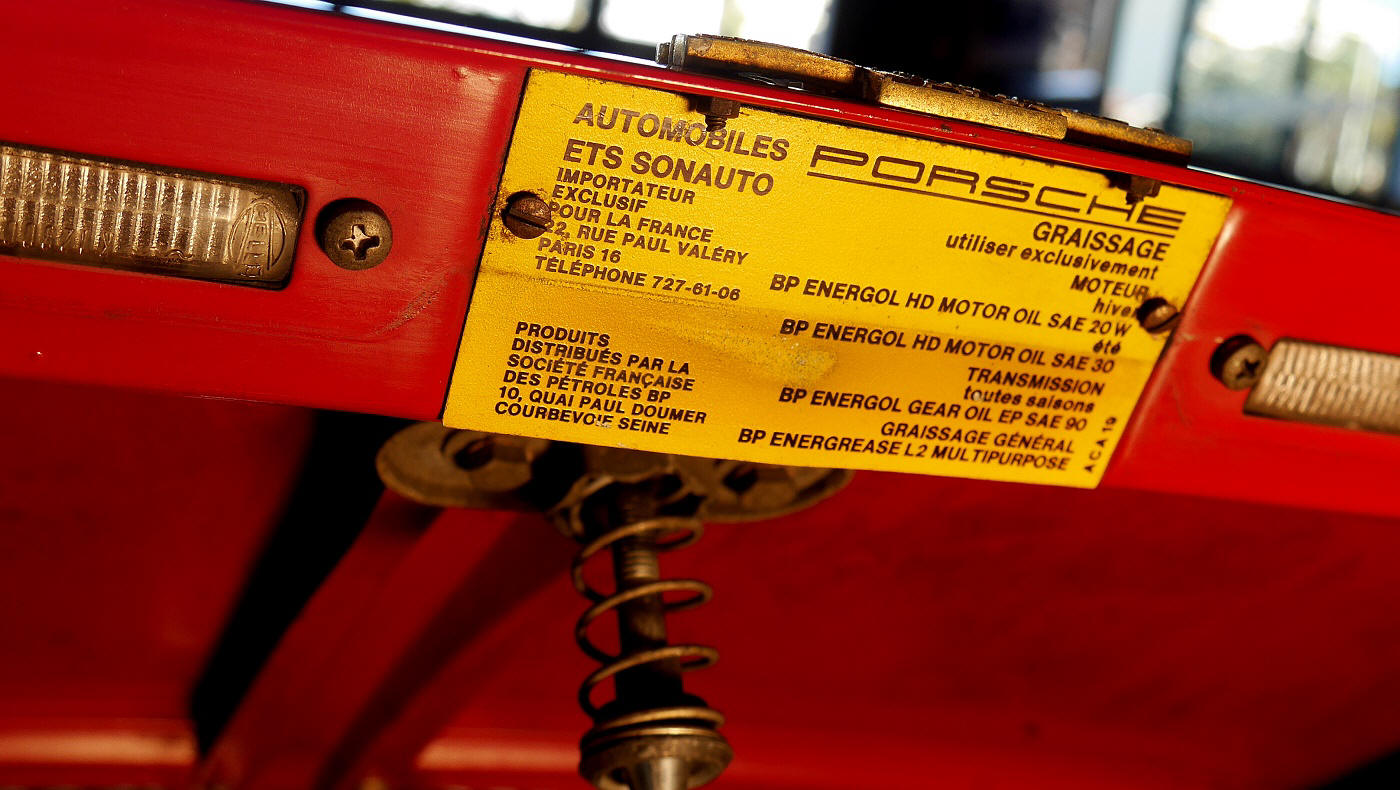 AUTOMOBILES
ETS SONAUTO
IMPORTATEUR
EXCLUSIF
POUR LA FRANCE
22, RUE PAUL VALÉRY
PARIS 16
TÉLÉPHONE 727-61-06
PRODUITS
DISTRIBUÉS PAR LA
SOCIÉTÉ FRANÇAISE
DES PÉTROLES BP
10, QUAI PAUL DOUMER
COURBEVOIE SEINE
PORSCHE
GRAISSAGE
utiliser exclusivement
MOTEUR
hiver
BP ENERGOL HD MOTOR OIL SAE 20 W
été
BP ENERGOL HD MOTOR OIL SAE 30
TRANSMISSION
toutes saisons
BP ENERGOL GEAR OIL EP SAE 90
GRAISSAGE GÉNÉRAL
BP ENERGREASE L2 MULTIPURPOSE
ACA 19
HELLA